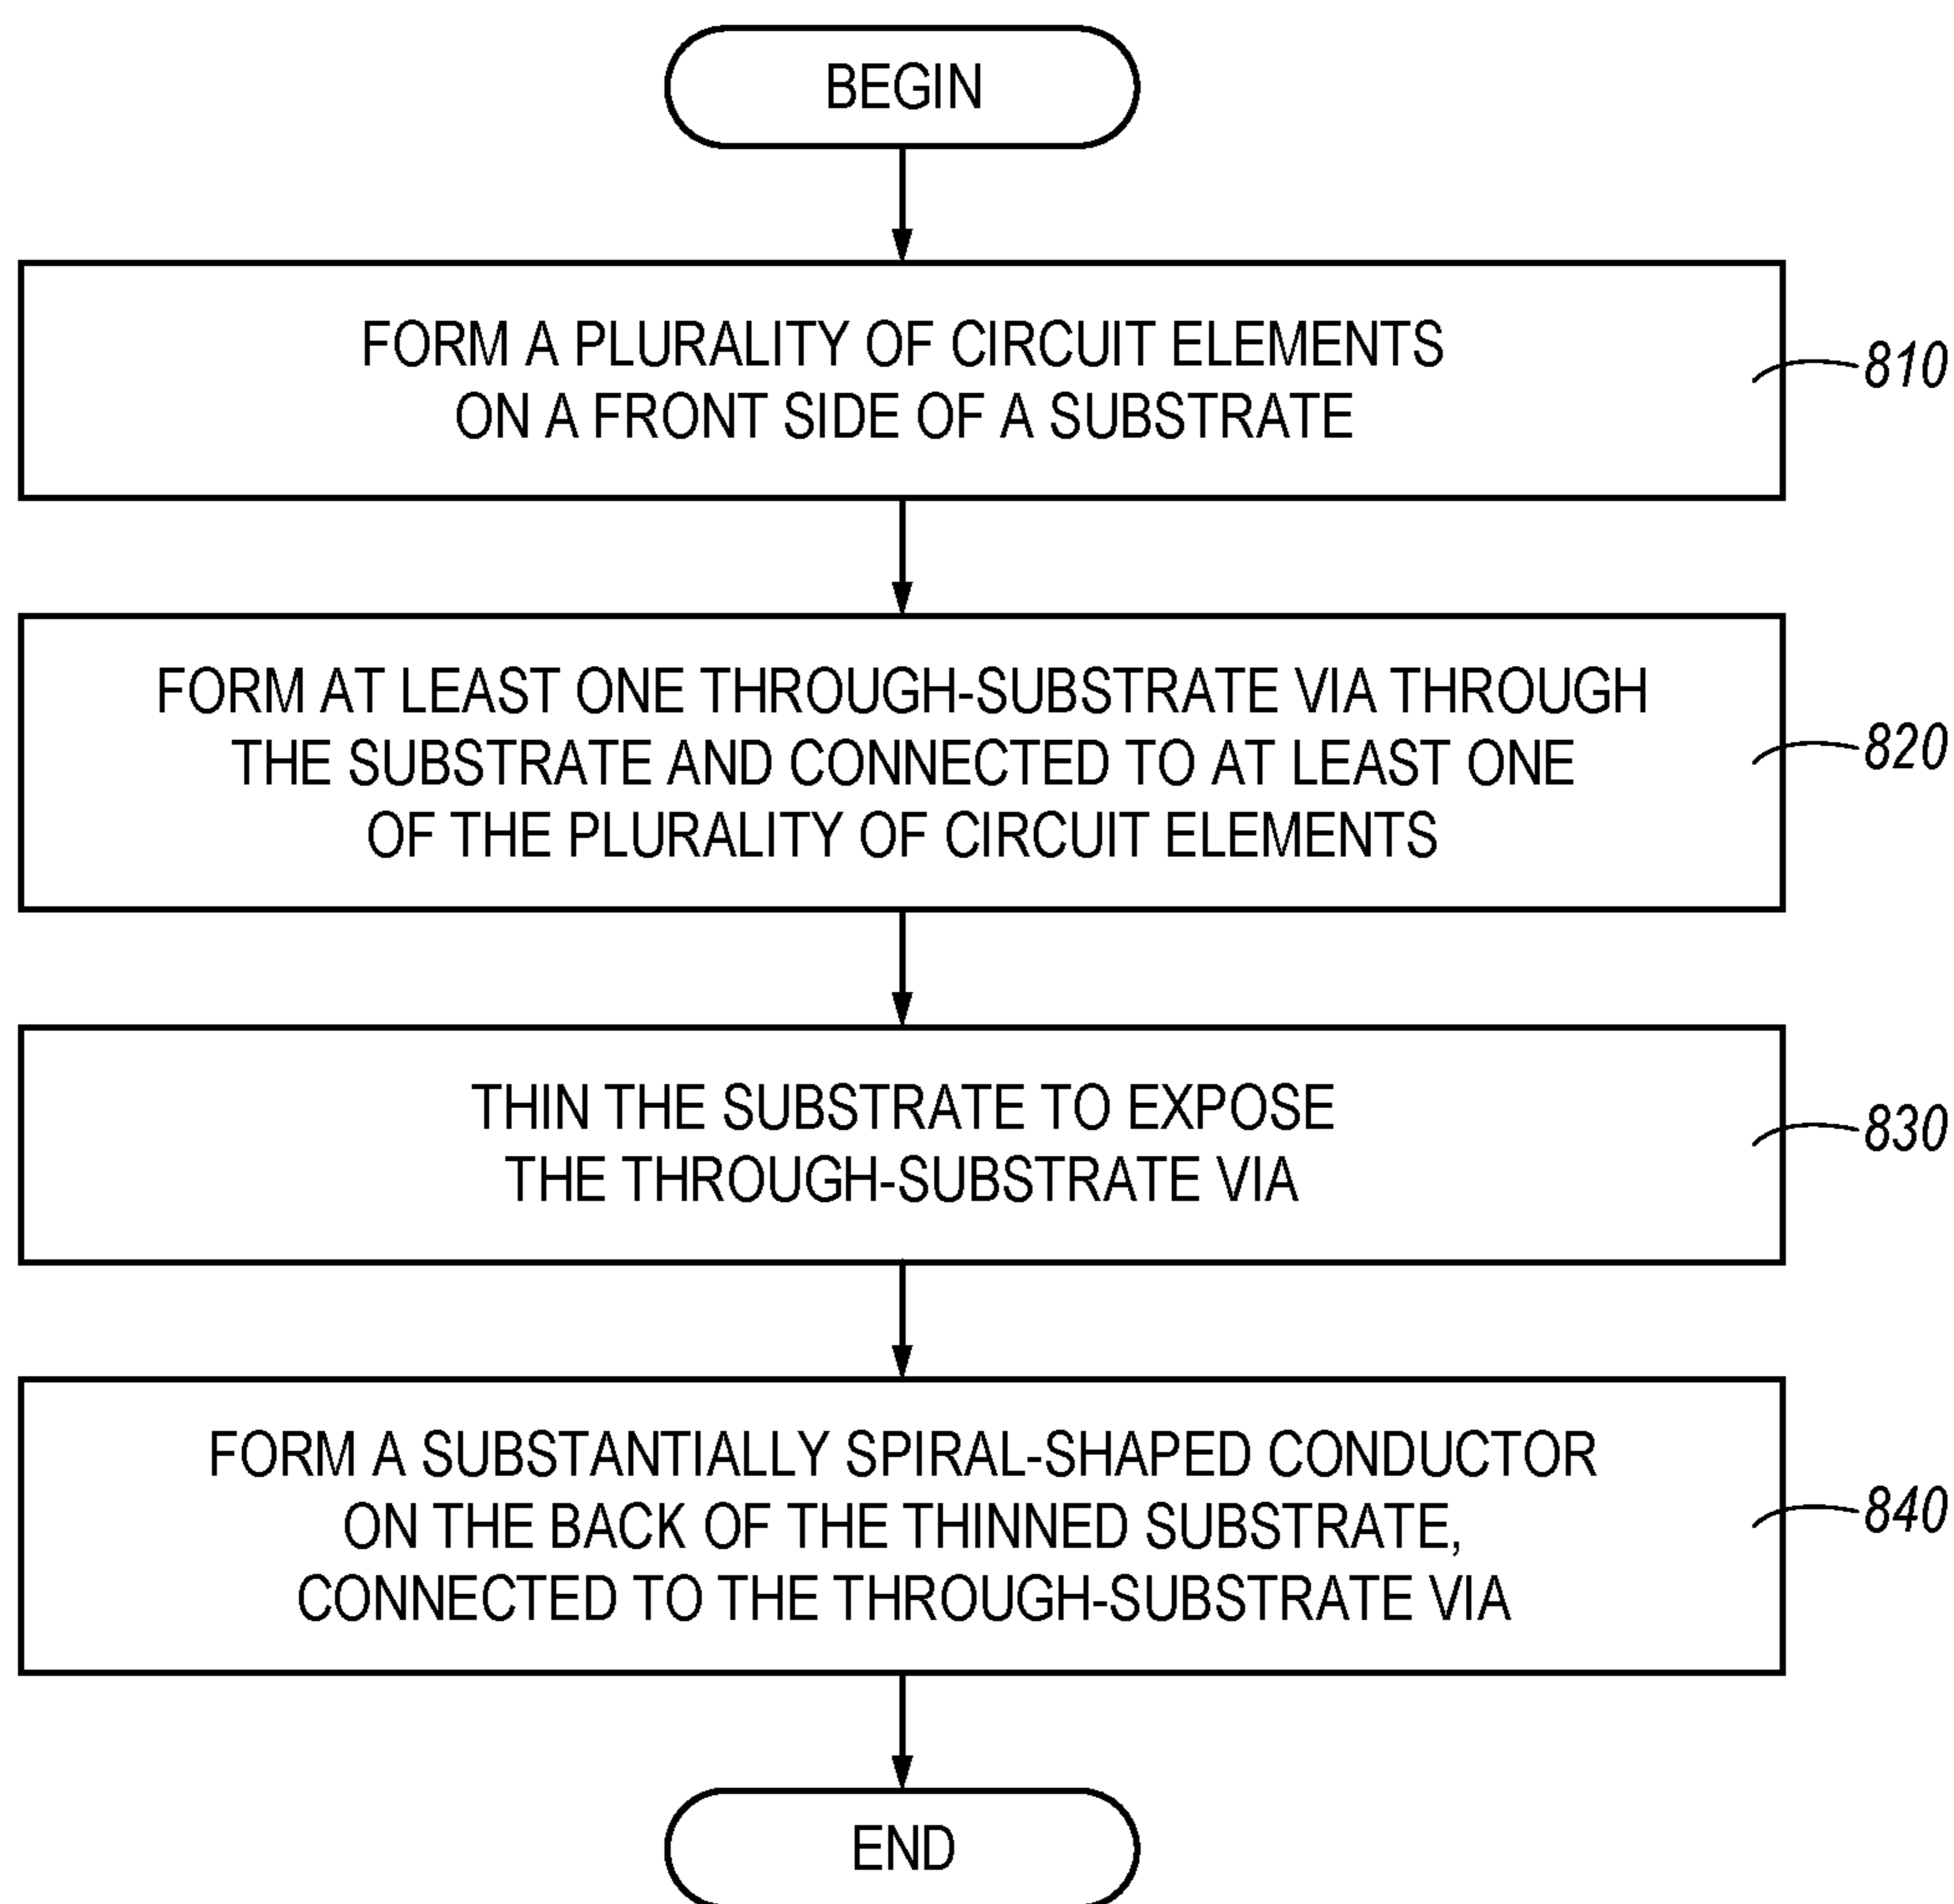 BEGIN
FORM A PLURALITY OF CIRCUIT ELEMENTS
ON A FRONT SIDE OF A SUBSTRATE
810
FORM AT LEAST ONE THROUGH-SUBSTRATE VIA THROUGH
THE SUBSTRATE AND CONNECTED TO AT LEAST ONE
OF THE PLURALITY OF CIRCUIT ELEMENTS
820
THIN THE SUBSTRATE TO EXPOSE
THE THROUGH-SUBSTRATE VIA
830
FORM A SUBSTANTIALLY SPIRAL-SHAPED CONDUCTOR
ON THE BACK OF THE THINNED SUBSTRATE,
CONNECTED TO THE THROUGH-SUBSTRATE VIA
840
END